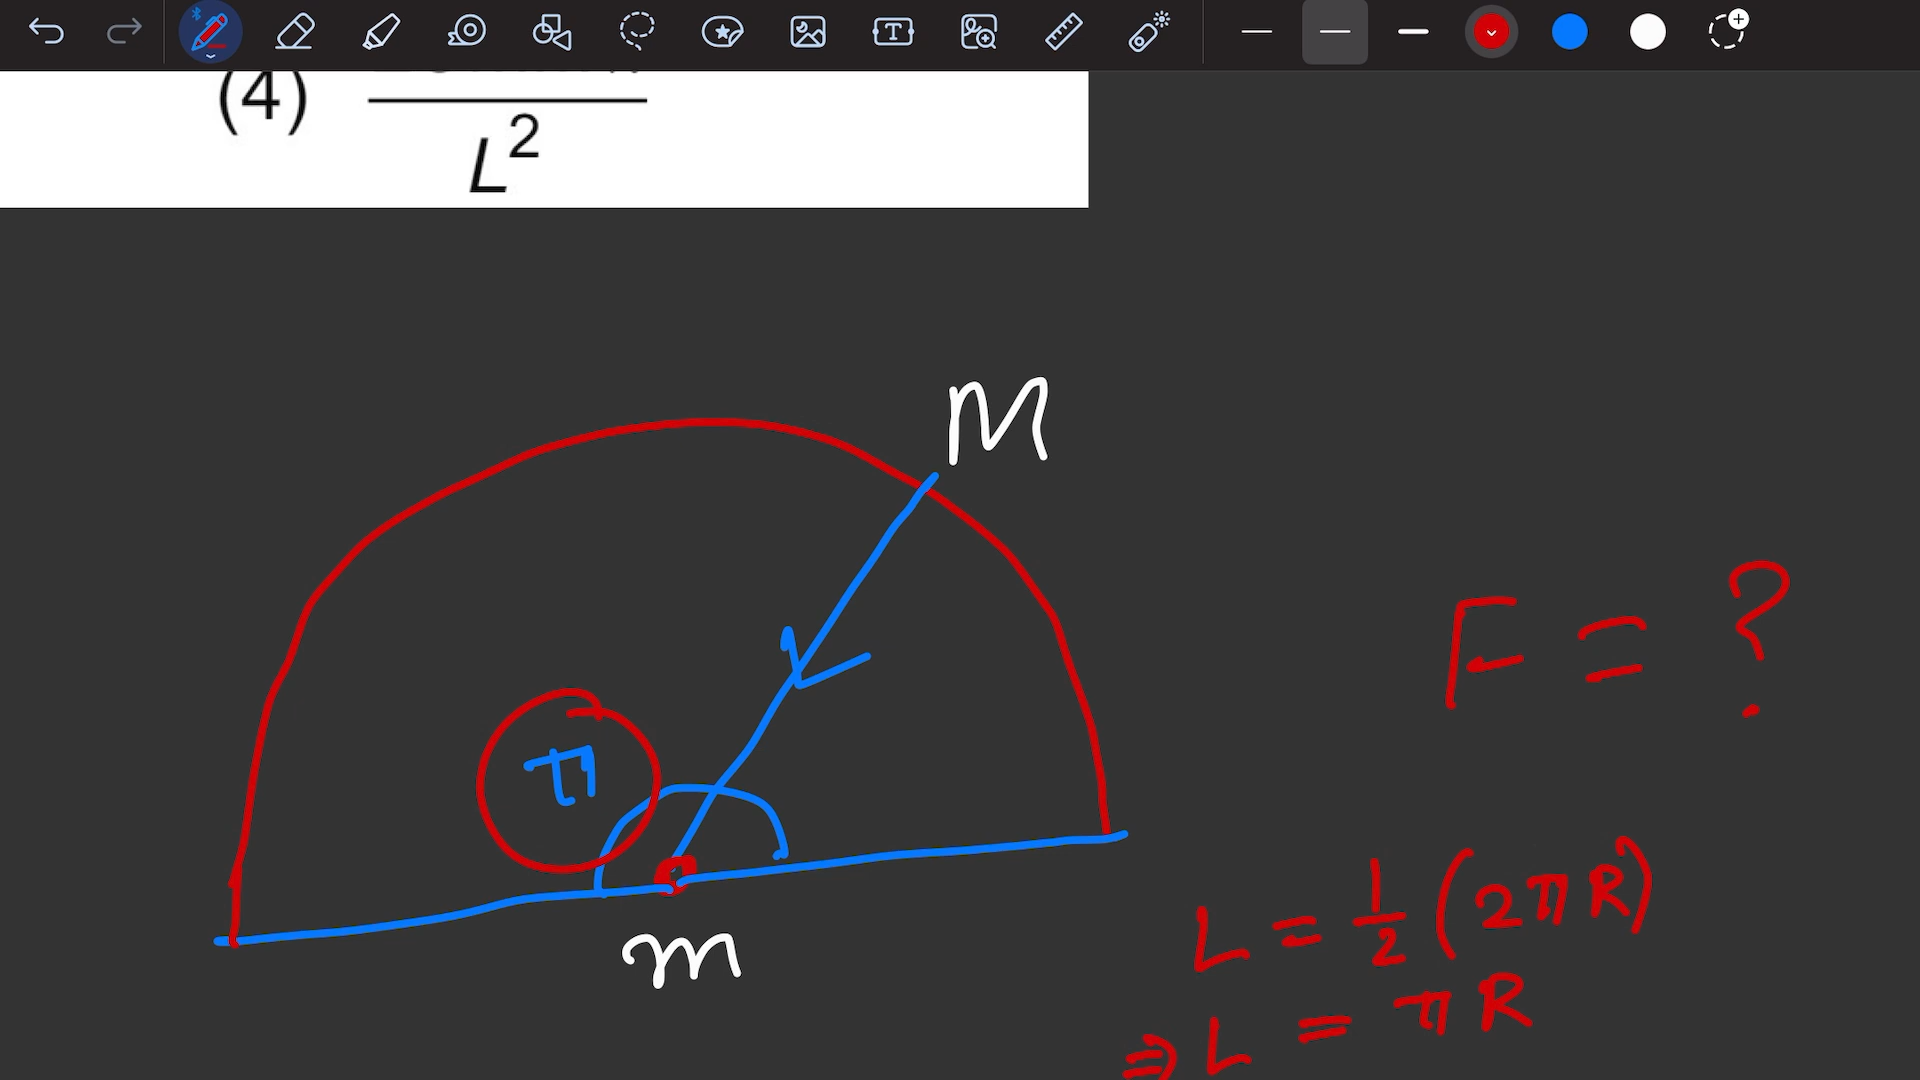 (4)
L²
M
F = ?
π
m
L = 1/2 (2πR)
⇒ L = πR